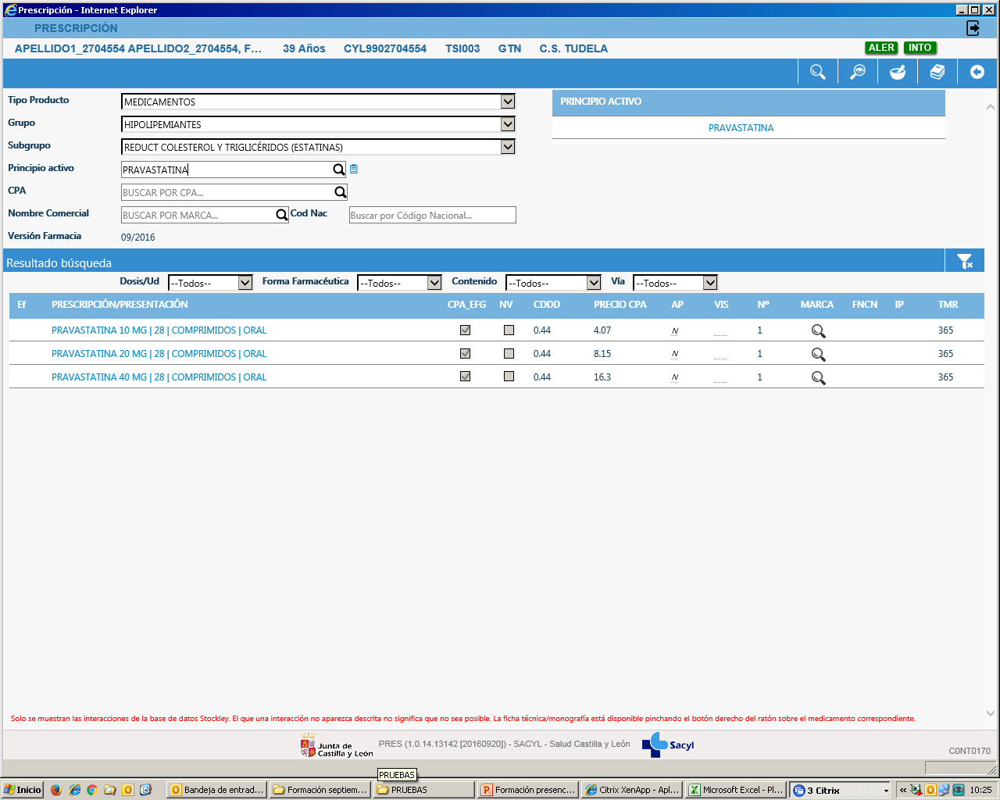 Prescripción - Internet Explorer
PRESCRIPCIÓN
APELLIDO1_2704554 APELLIDO2_2704554, F... 39 Años CYL9902704554 TSI003 GTN C.S. TUDELA ALER INTO
Tipo Producto MEDICAMENTOS
PRINCIPIO ACTIVO
Grupo HIPOLIPEMIANTES
PRAVASTATINA
Subgrupo REDUCT COLESTEROL Y TRIGLICÉRIDOS (ESTATINAS)
Principio activo PRAVASTATINA
CPA BUSCAR POR CPA...
Nombre Comercial BUSCAR POR MARCA... Cod Nac Buscar por Código Nacional...
Versión Farmacia 09/2016
Resultado búsqueda
Dosis/Ud --Todos-- Forma Farmacéutica --Todos-- Contenido --Todos-- Vía --Todos--
Ef PRESCRIPCIÓN/PRESENTACIÓN CPA_EFG NV CDDD PRECIO CPA AP VIS Nº MARCA FNCN IP TMR
PRAVASTATINA 10 MG | 28 | COMPRIMIDOS | ORAL 0.44 4.07 N 1 365
PRAVASTATINA 20 MG | 28 | COMPRIMIDOS | ORAL 0.44 8.15 N 1 365
PRAVASTATINA 40 MG | 28 | COMPRIMIDOS | ORAL 0.44 16.3 N 1 365
Solo se muestran las interacciones de la base de datos Stockley. El que una interacción no aparezca descrita no significa que no sea posible. La ficha técnica/monografía está disponible pinchando el botón derecho del ratón sobre el medicamento correspondiente.
Junta de Castilla y León PRES (1.0.14.13142 [20160920]) - SACYL - Salud Castilla y León Sacyl
C0NT0170
PRUEBAS
Inicio Bandeja de entrad... Formación septiem... PRUEBAS Formación presenc... Citrix XenApp - Apl... Microsoft Excel - Pl... 3 Citrix « 10:25